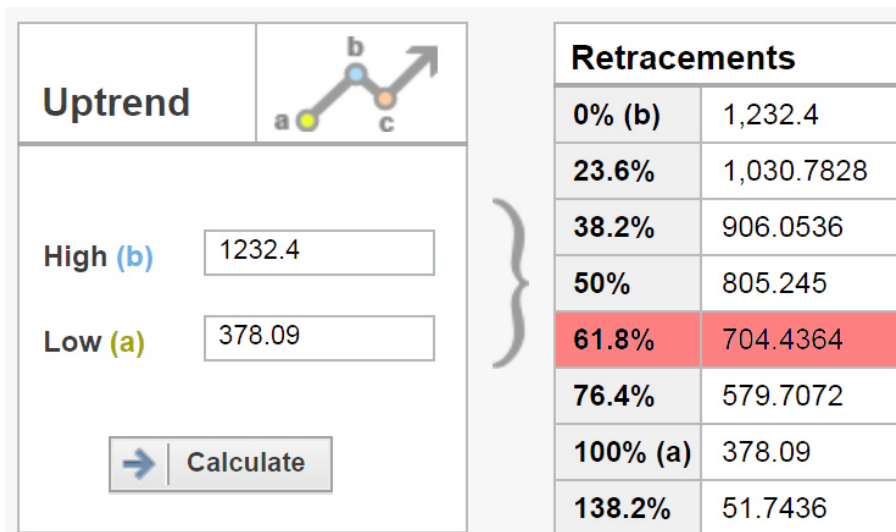 Uptrend
a
b
c
High (b) 1232.4
Low (a) 378.09
Calculate
Retracements
0% (b) 1,232.4
23.6% 1,030.7828
38.2% 906.0536
50% 805.245
61.8% 704.4364
76.4% 579.7072
100% (a) 378.09
138.2% 51.7436